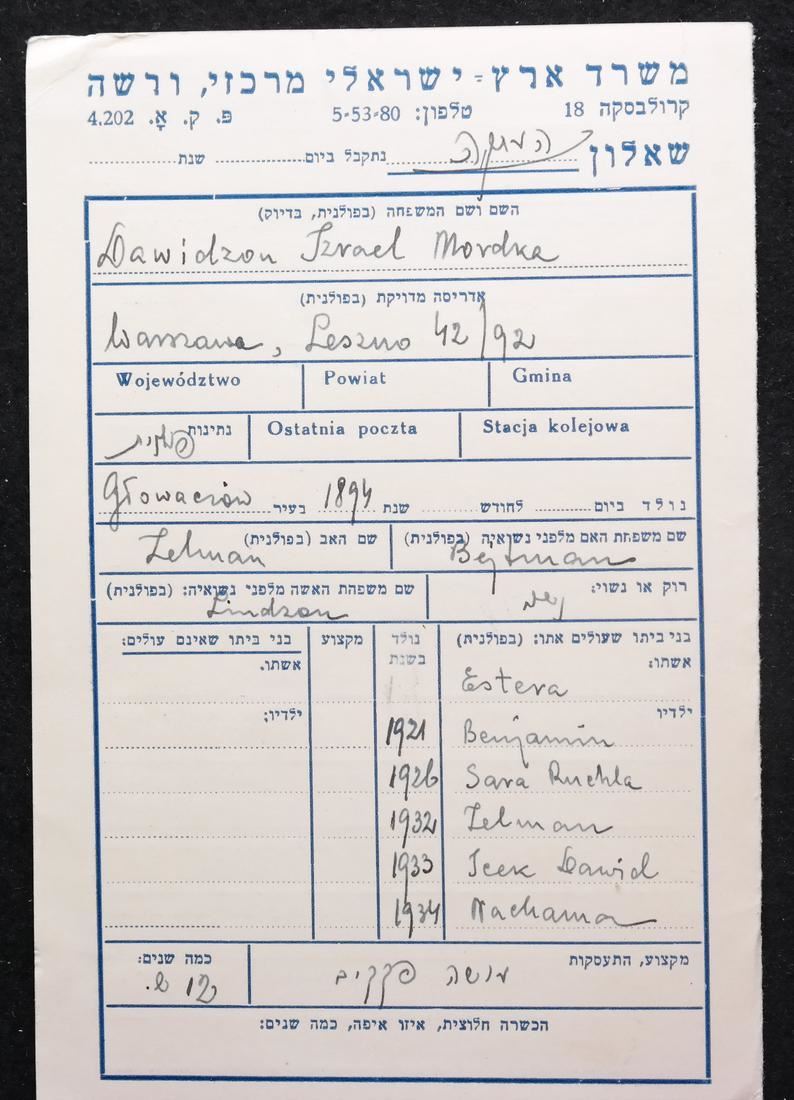 משרד ארץ-ישראלי מרכזי, ורשה
קרולבסקה 18 טלפון: 5-53-80 פ. ק. אָ. 4.202
שאלון נתקבל ביום שנת
השם ושם המשפחה (בפולנית, בדיוק)
Dawidzon Izrael Mordka
אדריסה מדויקת (בפולנית)
Warszawa, Leszno 42/92
Województwo Powiat Gmina
נתינות פולנית Ostatnia poczta Stacja kolejowa
נולד ביום לחודש שנת 1894 בעיר Głowaczów
שם משפחת האם מלפני נשואיה (בפולנית) Bejtman שם האב (בפולנית) Zelman
רוק או נשוי: נשוי שם משפחת האשה מלפני נשואיה: (בפולנית) Lindzon
בני ביתו שעולים אתו: (בפולנית) נולד בשנת מקצוע בני ביתו שאינם עולים:
אשתו: Estera אשתו.
ילדיו Benjamin 1921 ילדיו:
Sara Ruchla 1926
Zelman 1932
Icek Dawid 1933
Nachama 1934
מקצוע, התעסקות עושה פקקים כמה שנים:
הכשרה חלוצית, איזו איפה, כמה שנים: